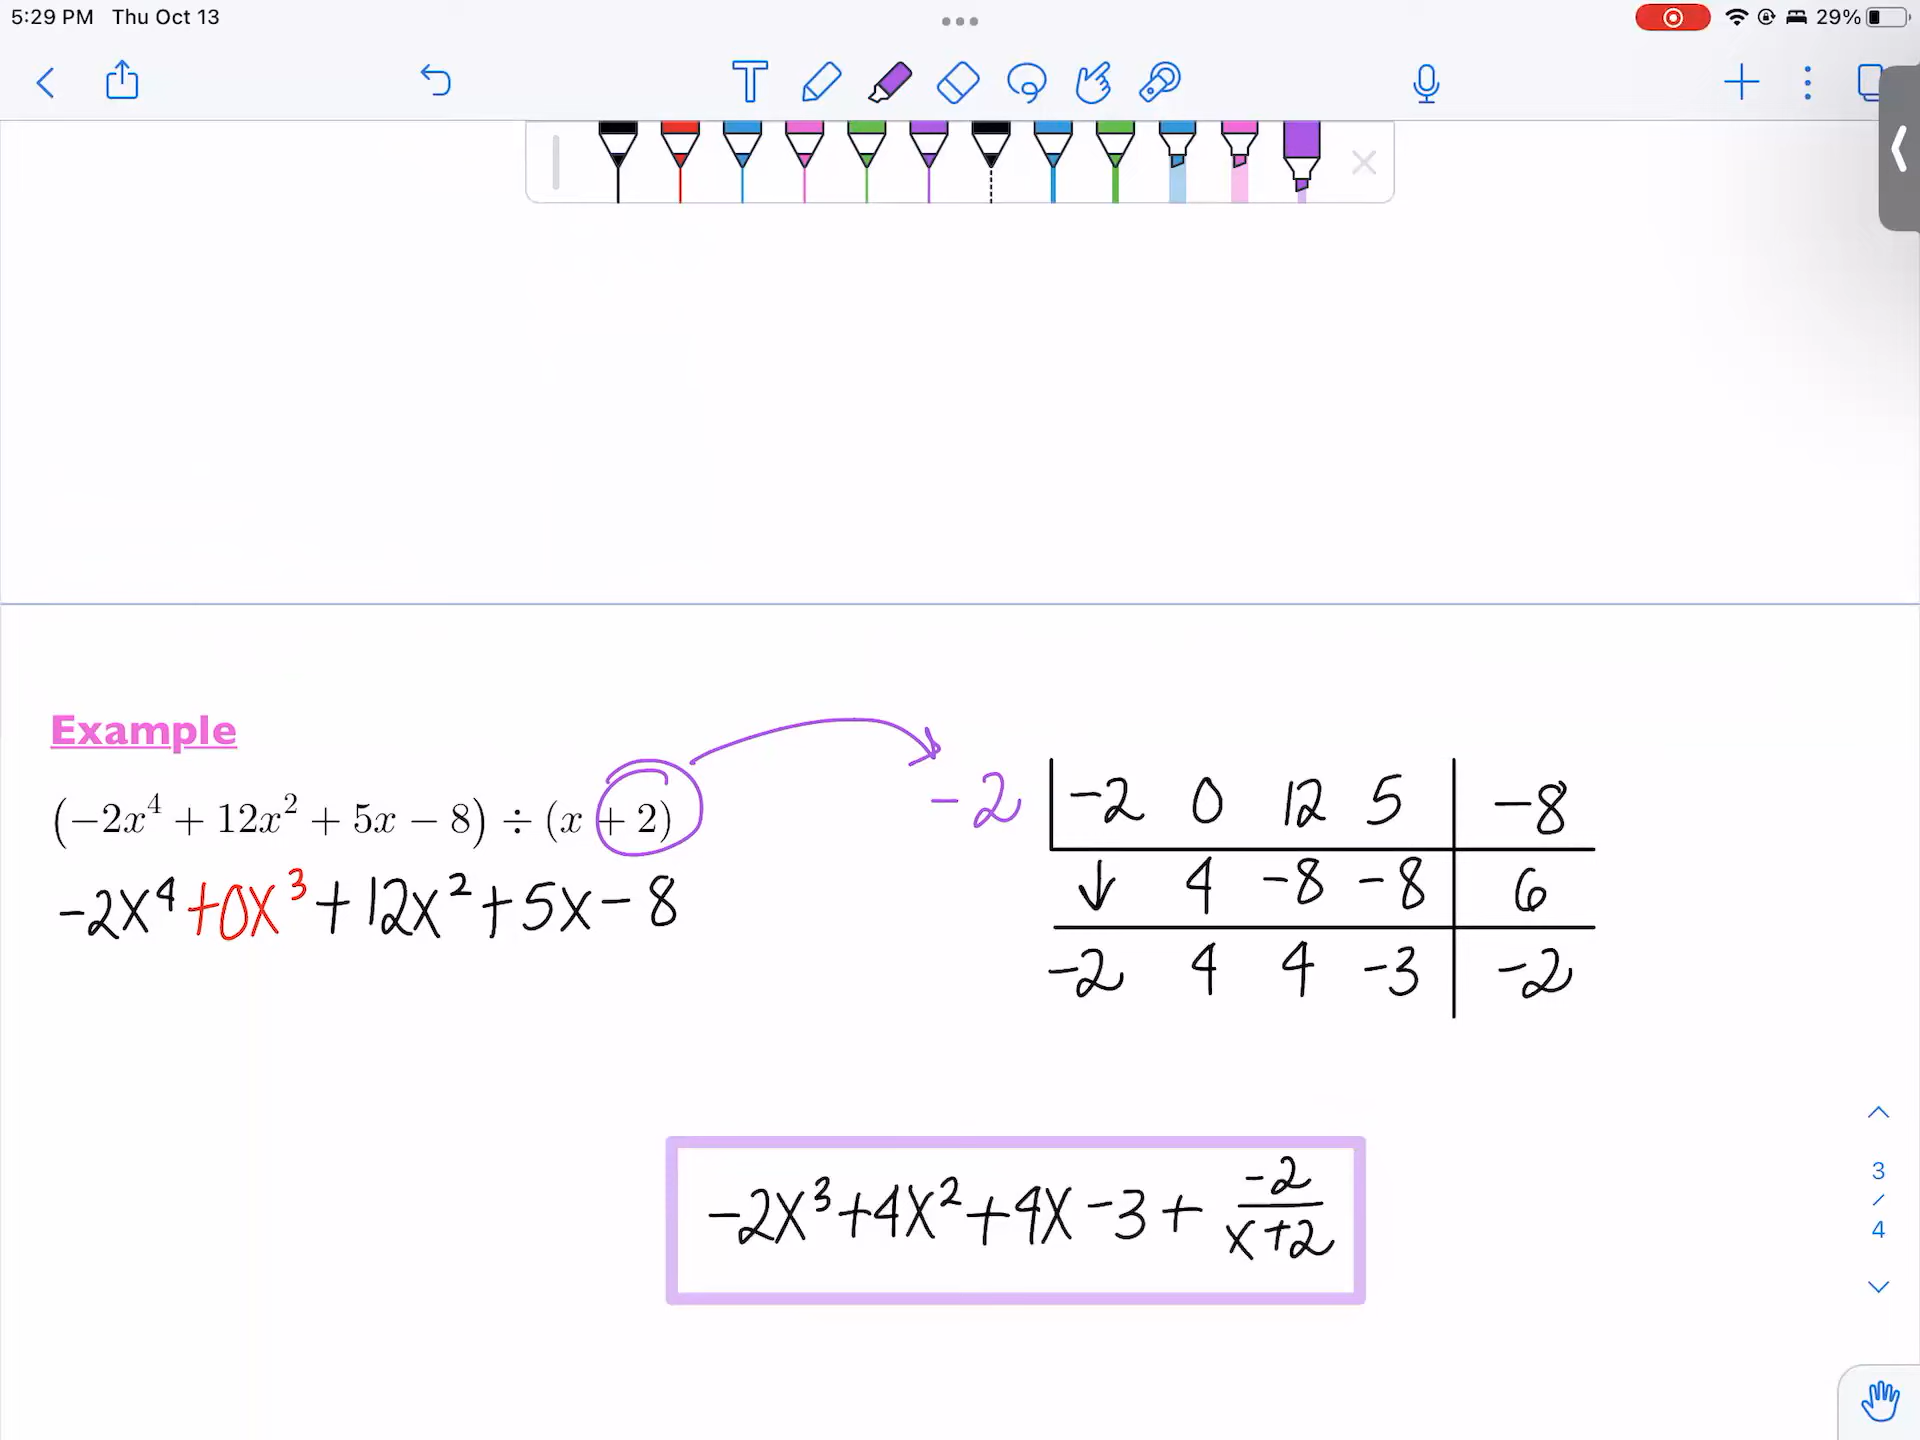 5:29 PM Thu Oct 13
29%
T
Example
(−2x⁴ + 12x² + 5x − 8) ÷ (x + 2)
-2x⁴ +0x³ + 12x² + 5x - 8
-2 | -2 0 12 5 | -8
↓ 4 -8 -8 | 6
-2 4 4 -3 | -2
-2x³ + 4x² + 4x - 3 + -2/(x+2)
3
/
4